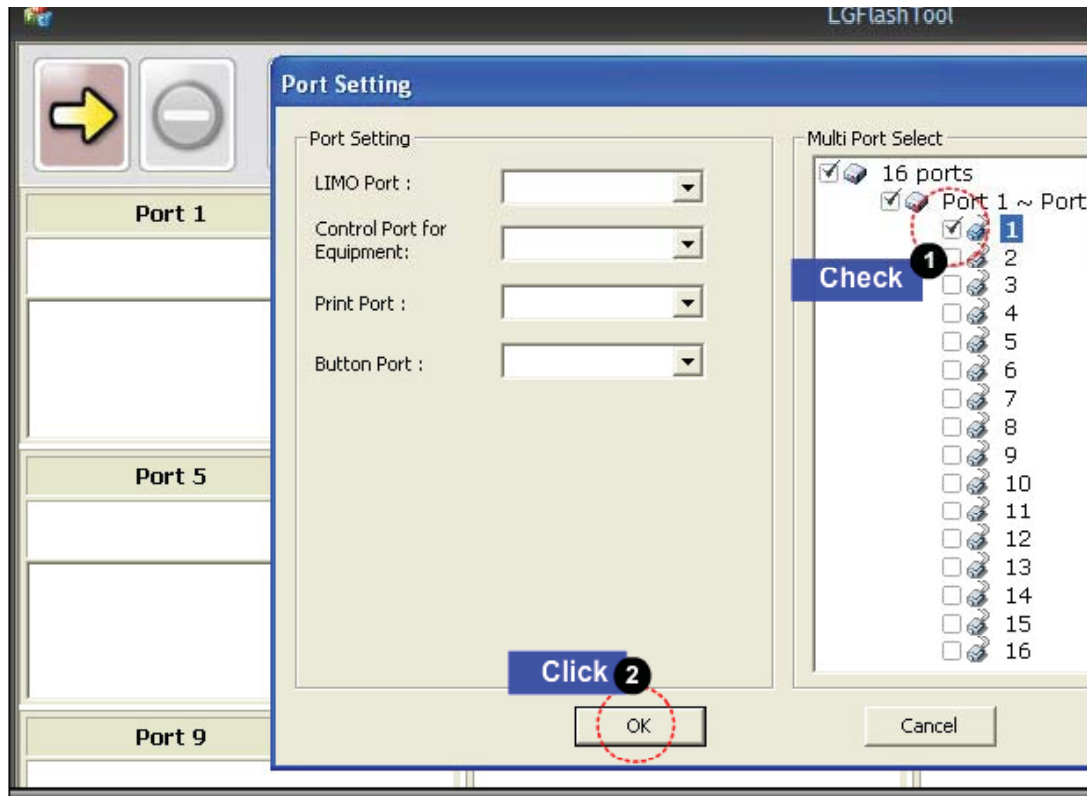 LGFlashTool
Port Setting
Port Setting
LIMO Port :
Control Port for
Equipment:
Print Port :
Button Port :
Multi Port Select
16 ports
Port 1 ~ Port
1
2
3
4
5
6
7
8
9
10
11
12
13
14
15
16
Check 1
Click 2
OK
Cancel
Port 1
Port 5
Port 9